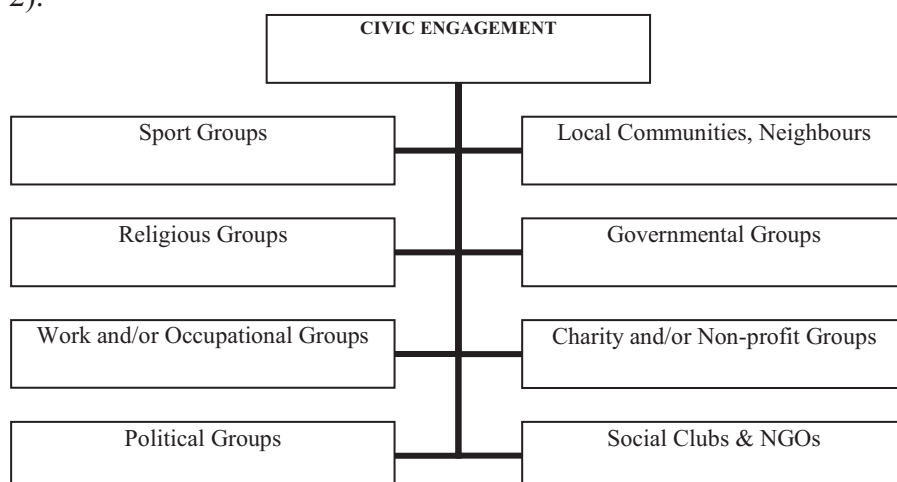 2).
CIVIC ENGAGEMENT
Sport Groups
Local Communities, Neighbours
Religious Groups
Governmental Groups
Work and/or Occupational Groups
Charity and/or Non-profit Groups
Political Groups
Social Clubs & NGOs